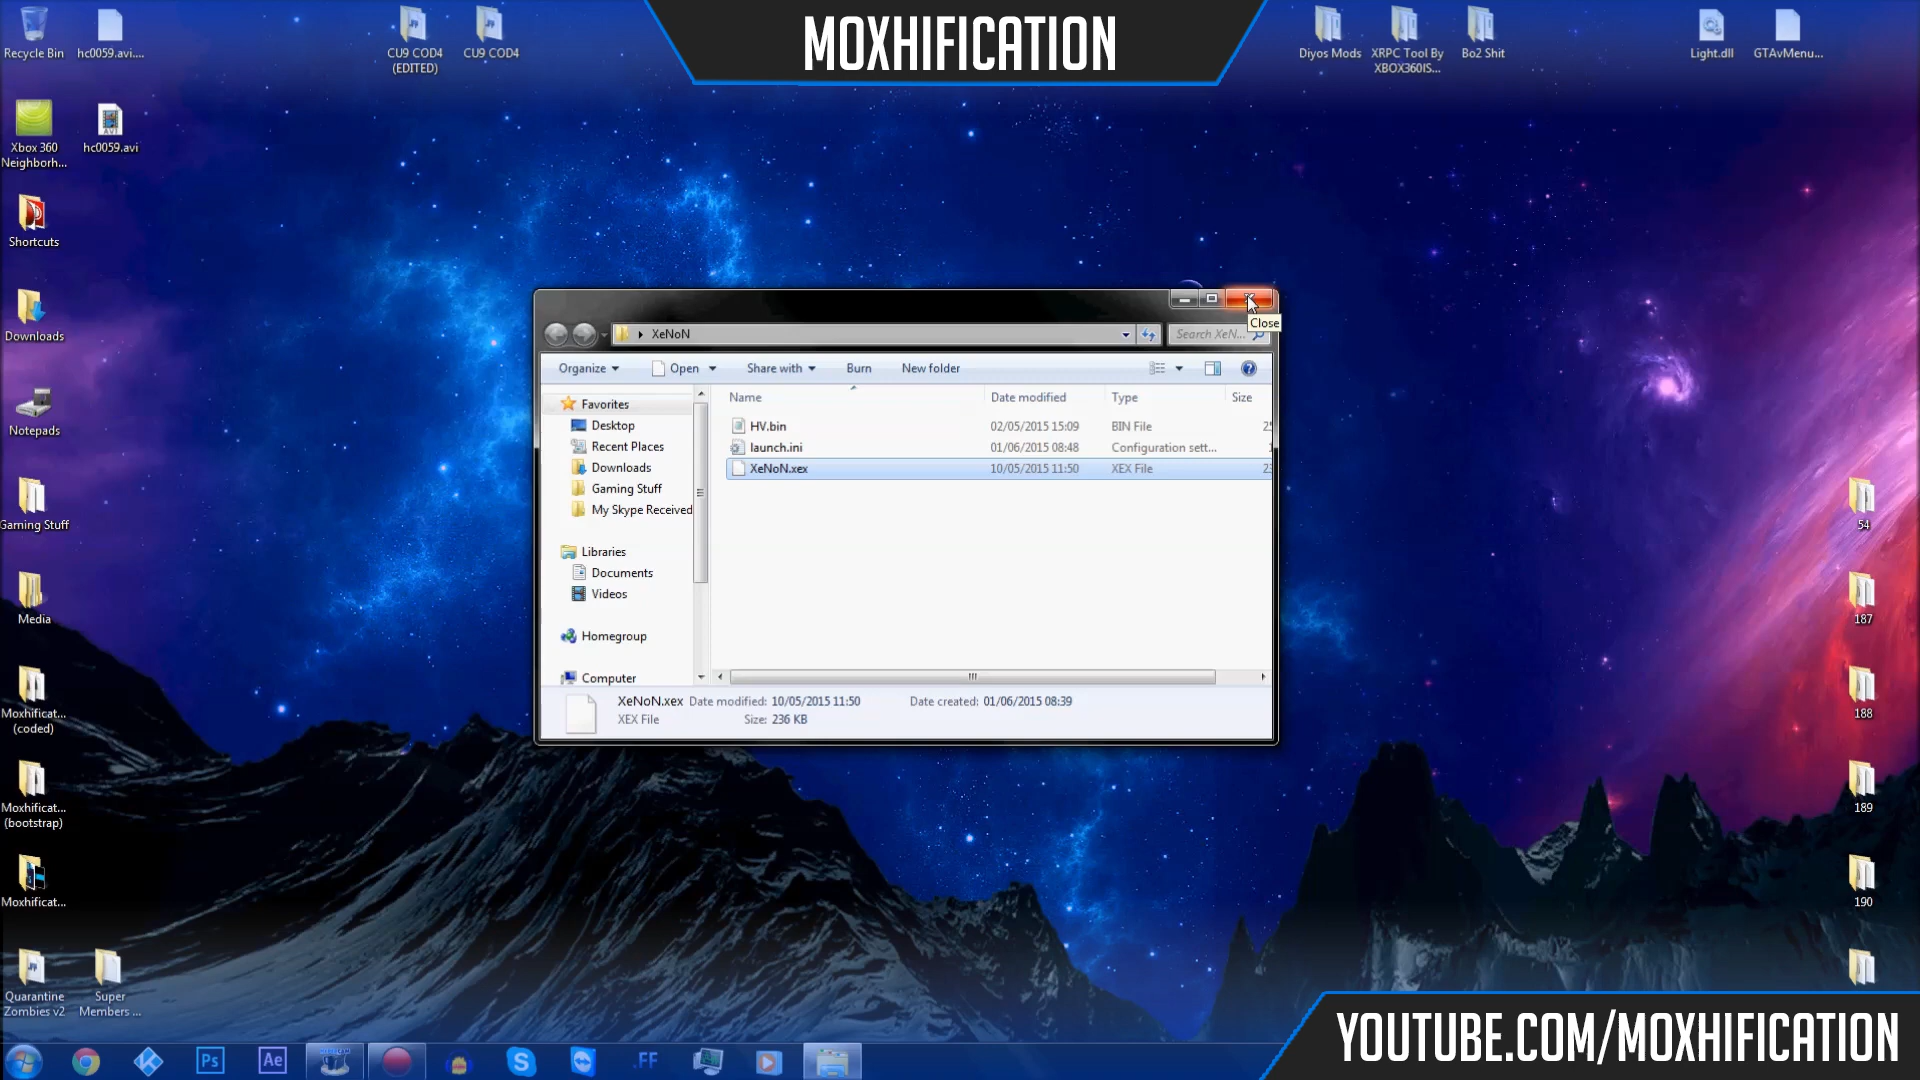 MOXHIFICATION
Recycle Bin
hc0059.avi....
CU9 COD4
(EDITED)
CU9 COD4
Diyos Mods
XRPC Tool By
XBOX360IS...
Bo2 Shit
Light.dll
GTAvMenu...
Xbox 360
Neighborh...
hc0059.avi
Shortcuts
Downloads
Notepads
Gaming Stuff
Media
Moxhificat...
(coded)
Moxhificat...
(bootstrap)
Moxhificat...
Quarantine
Zombies v2
Super
Members ...
Close
XeNoN
Search XeN...
Organize
Open
Share with
Burn
New folder
Favorites
Desktop
Recent Places
Downloads
Gaming Stuff
My Skype Received
Libraries
Documents
Videos
Homegroup
Computer
Name Date modified Type Size
HV.bin 02/05/2015 15:09 BIN File
launch.ini 01/06/2015 08:48 Configuration sett...
XeNoN.xex 10/05/2015 11:50 XEX File
XeNoN.xex Date modified: 10/05/2015 11:50 Date created: 01/06/2015 08:39
XEX File Size: 236 KB
54
187
188
189
190
Ps
Ae
.FF
YOUTUBE.COM/MOXHIFICATION